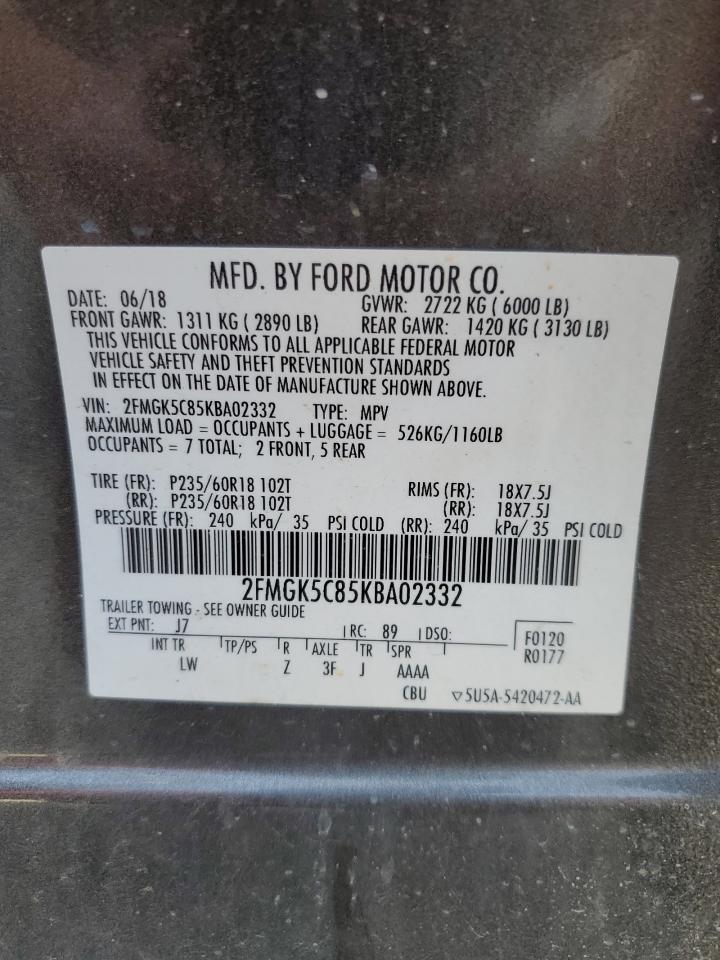 MFD. BY FORD MOTOR CO.
DATE: 06/18 GVWR: 2722 KG ( 6000 LB)
FRONT GAWR: 1311 KG ( 2890 LB) REAR GAWR: 1420 KG ( 3130 LB)
THIS VEHICLE CONFORMS TO ALL APPLICABLE FEDERAL MOTOR
VEHICLE SAFETY AND THEFT PREVENTION STANDARDS
IN EFFECT ON THE DATE OF MANUFACTURE SHOWN ABOVE.
VIN: 2FMGK5C85KBA02332 TYPE: MPV
MAXIMUM LOAD = OCCUPANTS + LUGGAGE = 526KG/1160LB
OCCUPANTS = 7 TOTAL; 2 FRONT, 5 REAR
TIRE (FR): P235/60R18 102T RIMS (FR): 18X7.5J
(RR): P235/60R18 102T (RR): 18X7.5J
PRESSURE (FR): 240 kPa/ 35 PSI COLD (RR): 240 kPa/ 35 PSI COLD
2FMGK5C85KBA02332
TRAILER TOWING - SEE OWNER GUIDE
EXT PNT: J7 RC: 89 DSO: F0120
INT TR TP/PS R AXLE TR SPR R0177
LW Z 3F J AAAA
CBU ▽5U5A-5420472-AA